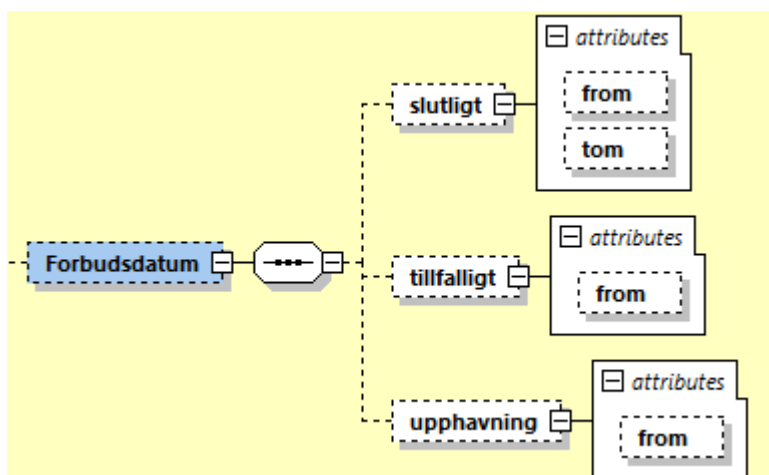 attributes
slutligt
from
tom
Forbudsdatum
attributes
tillfalligt
from
attributes
upphavning
from